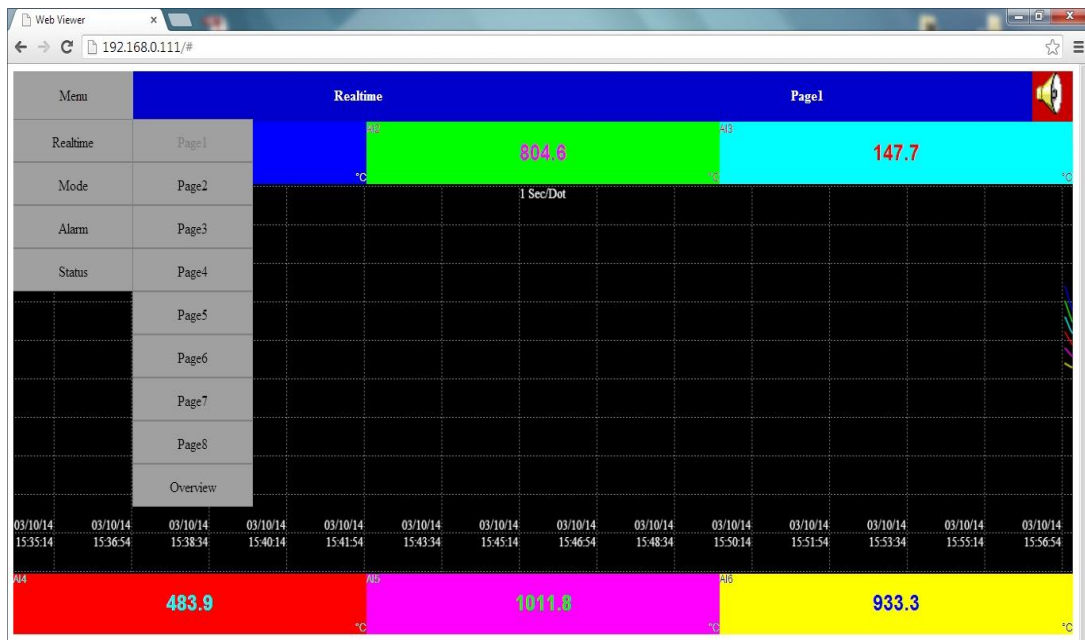 Web Viewer
192.168.0.111/#
Menu Realtime Page1
Realtime Page1
AI2 804.6 °C
AI3 147.7 °C
°C
Mode Page2
1 Sec/Dot
Alarm Page3
Status Page4
Page5
Page6
Page7
Page8
Overview
03/10/14 03/10/14 03/10/14 03/10/14 03/10/14 03/10/14 03/10/14 03/10/14 03/10/14 03/10/14 03/10/14 03/10/14 03/10/14 03/10/14
15:35:14 15:36:54 15:38:34 15:40:14 15:41:54 15:43:34 15:45:14 15:46:54 15:48:34 15:50:14 15:51:54 15:53:34 15:55:14 15:56:54
AI4 AI5 AI6
483.9 1011.8 933.3
°C °C °C